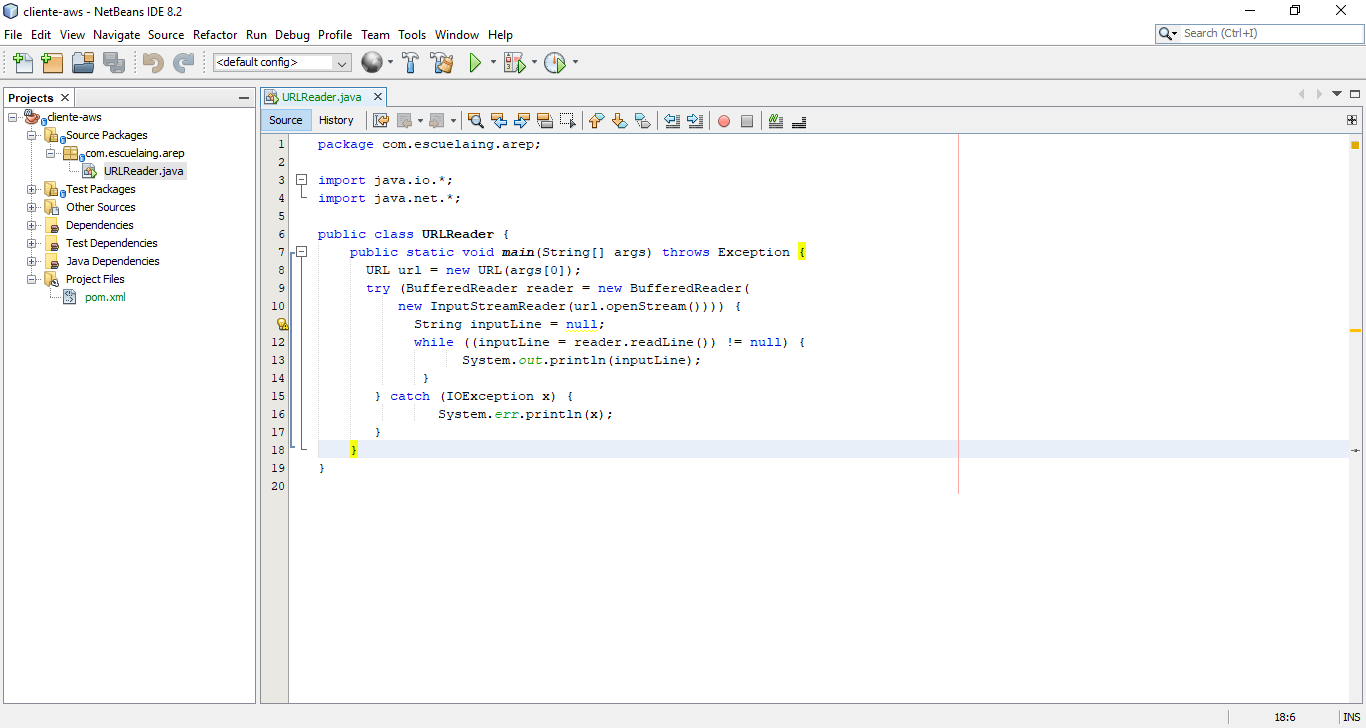 cliente-aws - NetBeans IDE 8.2
File Edit View Navigate Source Refactor Run Debug Profile Team Tools Window Help
Search (Ctrl+I)
<default config>
Projects
cliente-aws
Source Packages
com.escuelaing.arep
URLReader.java
Test Packages
Other Sources
Dependencies
Test Dependencies
Java Dependencies
Project Files
pom.xml
URLReader.java
Source History
1 package com.escuelaing.arep;
2
3 import java.io.*;
4 import java.net.*;
5
6 public class URLReader {
7 public static void main(String[] args) throws Exception {
8 URL url = new URL(args[0]);
9 try (BufferedReader reader = new BufferedReader(
10 new InputStreamReader(url.openStream()))) {
String inputLine = null;
12 while ((inputLine = reader.readLine()) != null) {
13 System.out.println(inputLine);
14 }
15 } catch (IOException x) {
16 System.err.println(x);
17 }
18 }
19 }
20
18:6 INS